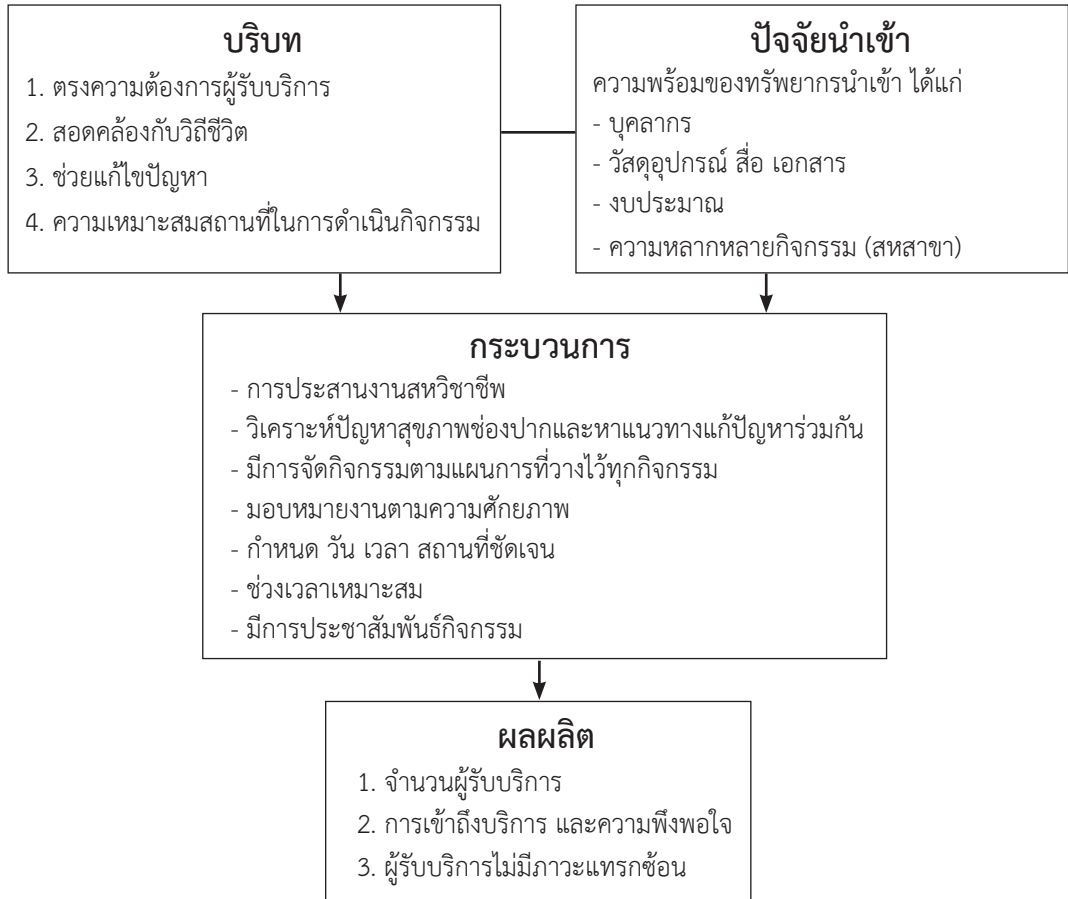 บริบท
1. ตรงความต้องการผู้รับบริการ
2. สอดคล้องกับวิถีชีวิต
3. ช่วยแก้ไขปัญหา
4. ความเหมาะสมสถานที่ในการดำเนินกิจกรรม
ปัจจัยนำเข้า
ความพร้อมของทรัพยากรนำเข้า ได้แก่
- บุคลากร
- วัสดุอุปกรณ์ สื่อ เอกสาร
- งบประมาณ
- ความหลากหลายกิจกรรม (สหสาขา)
กระบวนการ
- การประสานงานสหวิชาชีพ
- วิเคราะห์ปัญหาสุขภาพช่องปากและหาแนวทางแก้ปัญหาร่วมกัน
- มีการจัดกิจกรรมตามแผนการที่วางไว้ทุกกิจกรรม
- มอบหมายงานตามความศักยภาพ
- กำหนด วัน เวลา สถานที่ชัดเจน
- ช่วงเวลาเหมาะสม
- มีการประชาสัมพันธ์กิจกรรม
ผลผลิต
1. จำนวนผู้รับบริการ
2. การเข้าถึงบริการ และความพึงพอใจ
3. ผู้รับบริการไม่มีภาวะแทรกซ้อน